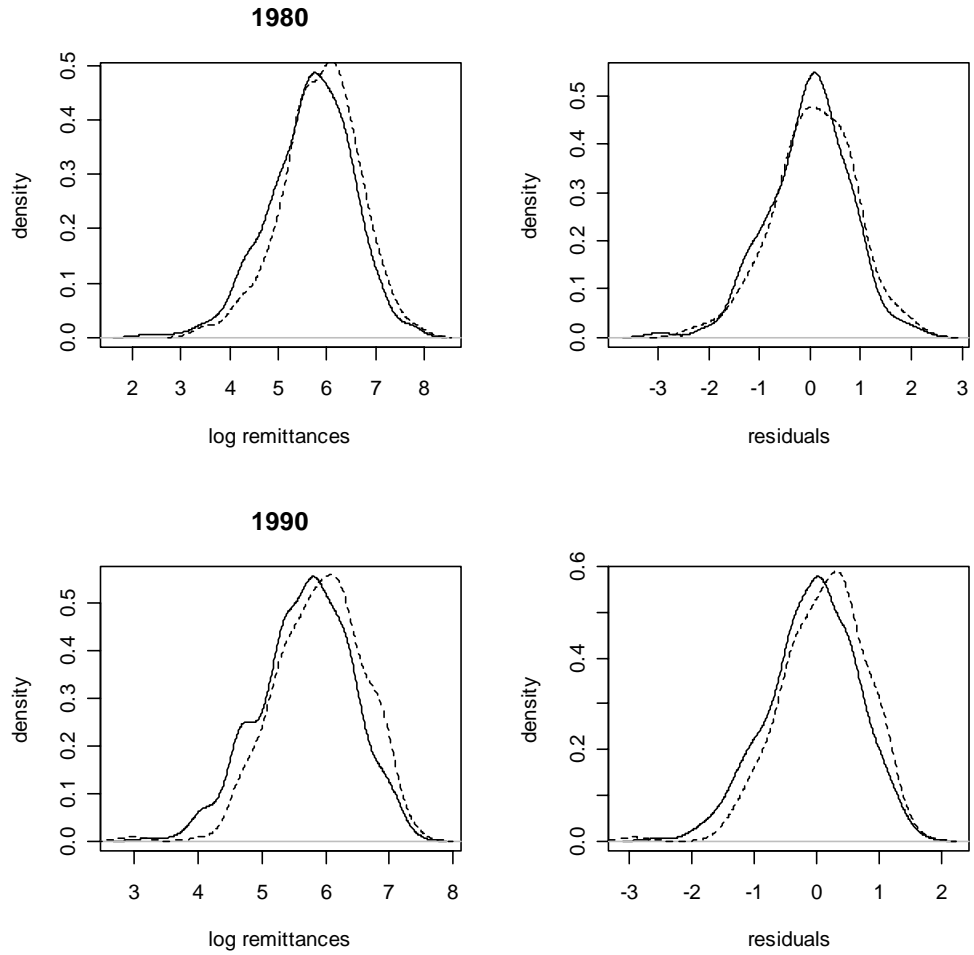 1980
density
0.0 0.1 0.2 0.3 0.4 0.5
2 3 4 5 6 7 8
log remittances
density
0.0 0.1 0.2 0.3 0.4 0.5
-3 -2 -1 0 1 2 3
residuals
1990
density
0.0 0.1 0.2 0.3 0.4 0.5
3 4 5 6 7 8
log remittances
density
0.0 0.2 0.4 0.6
-3 -2 -1 0 1 2
residuals